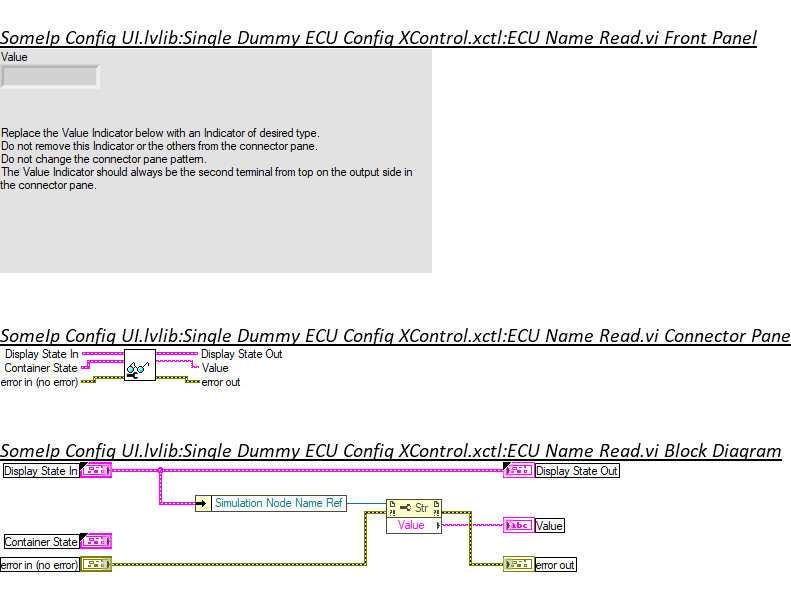 SomeIp Config UI.lvlib:Single Dummy ECU Config XControl.xctl:ECU Name Read.vi Front Panel
Value
Replace the Value Indicator below with an Indicator of desired type.
Do not remove this Indicator or the others from the connector pane.
Do not change the connector pane pattern.
The Value Indicator should always be the second terminal from top on the output side in
the connector pane.
SomeIp Config UI.lvlib:Single Dummy ECU Config XControl.xctl:ECU Name Read.vi Connector Pane
Display State In Display State Out
Container State Value
error in (no error) error out
SomeIp Config UI.lvlib:Single Dummy ECU Config XControl.xctl:ECU Name Read.vi Block Diagram
Display State In Display State Out
Simulation Node Name Ref ?! Str ?!
Value abc Value
Container State
error in (no error) error out